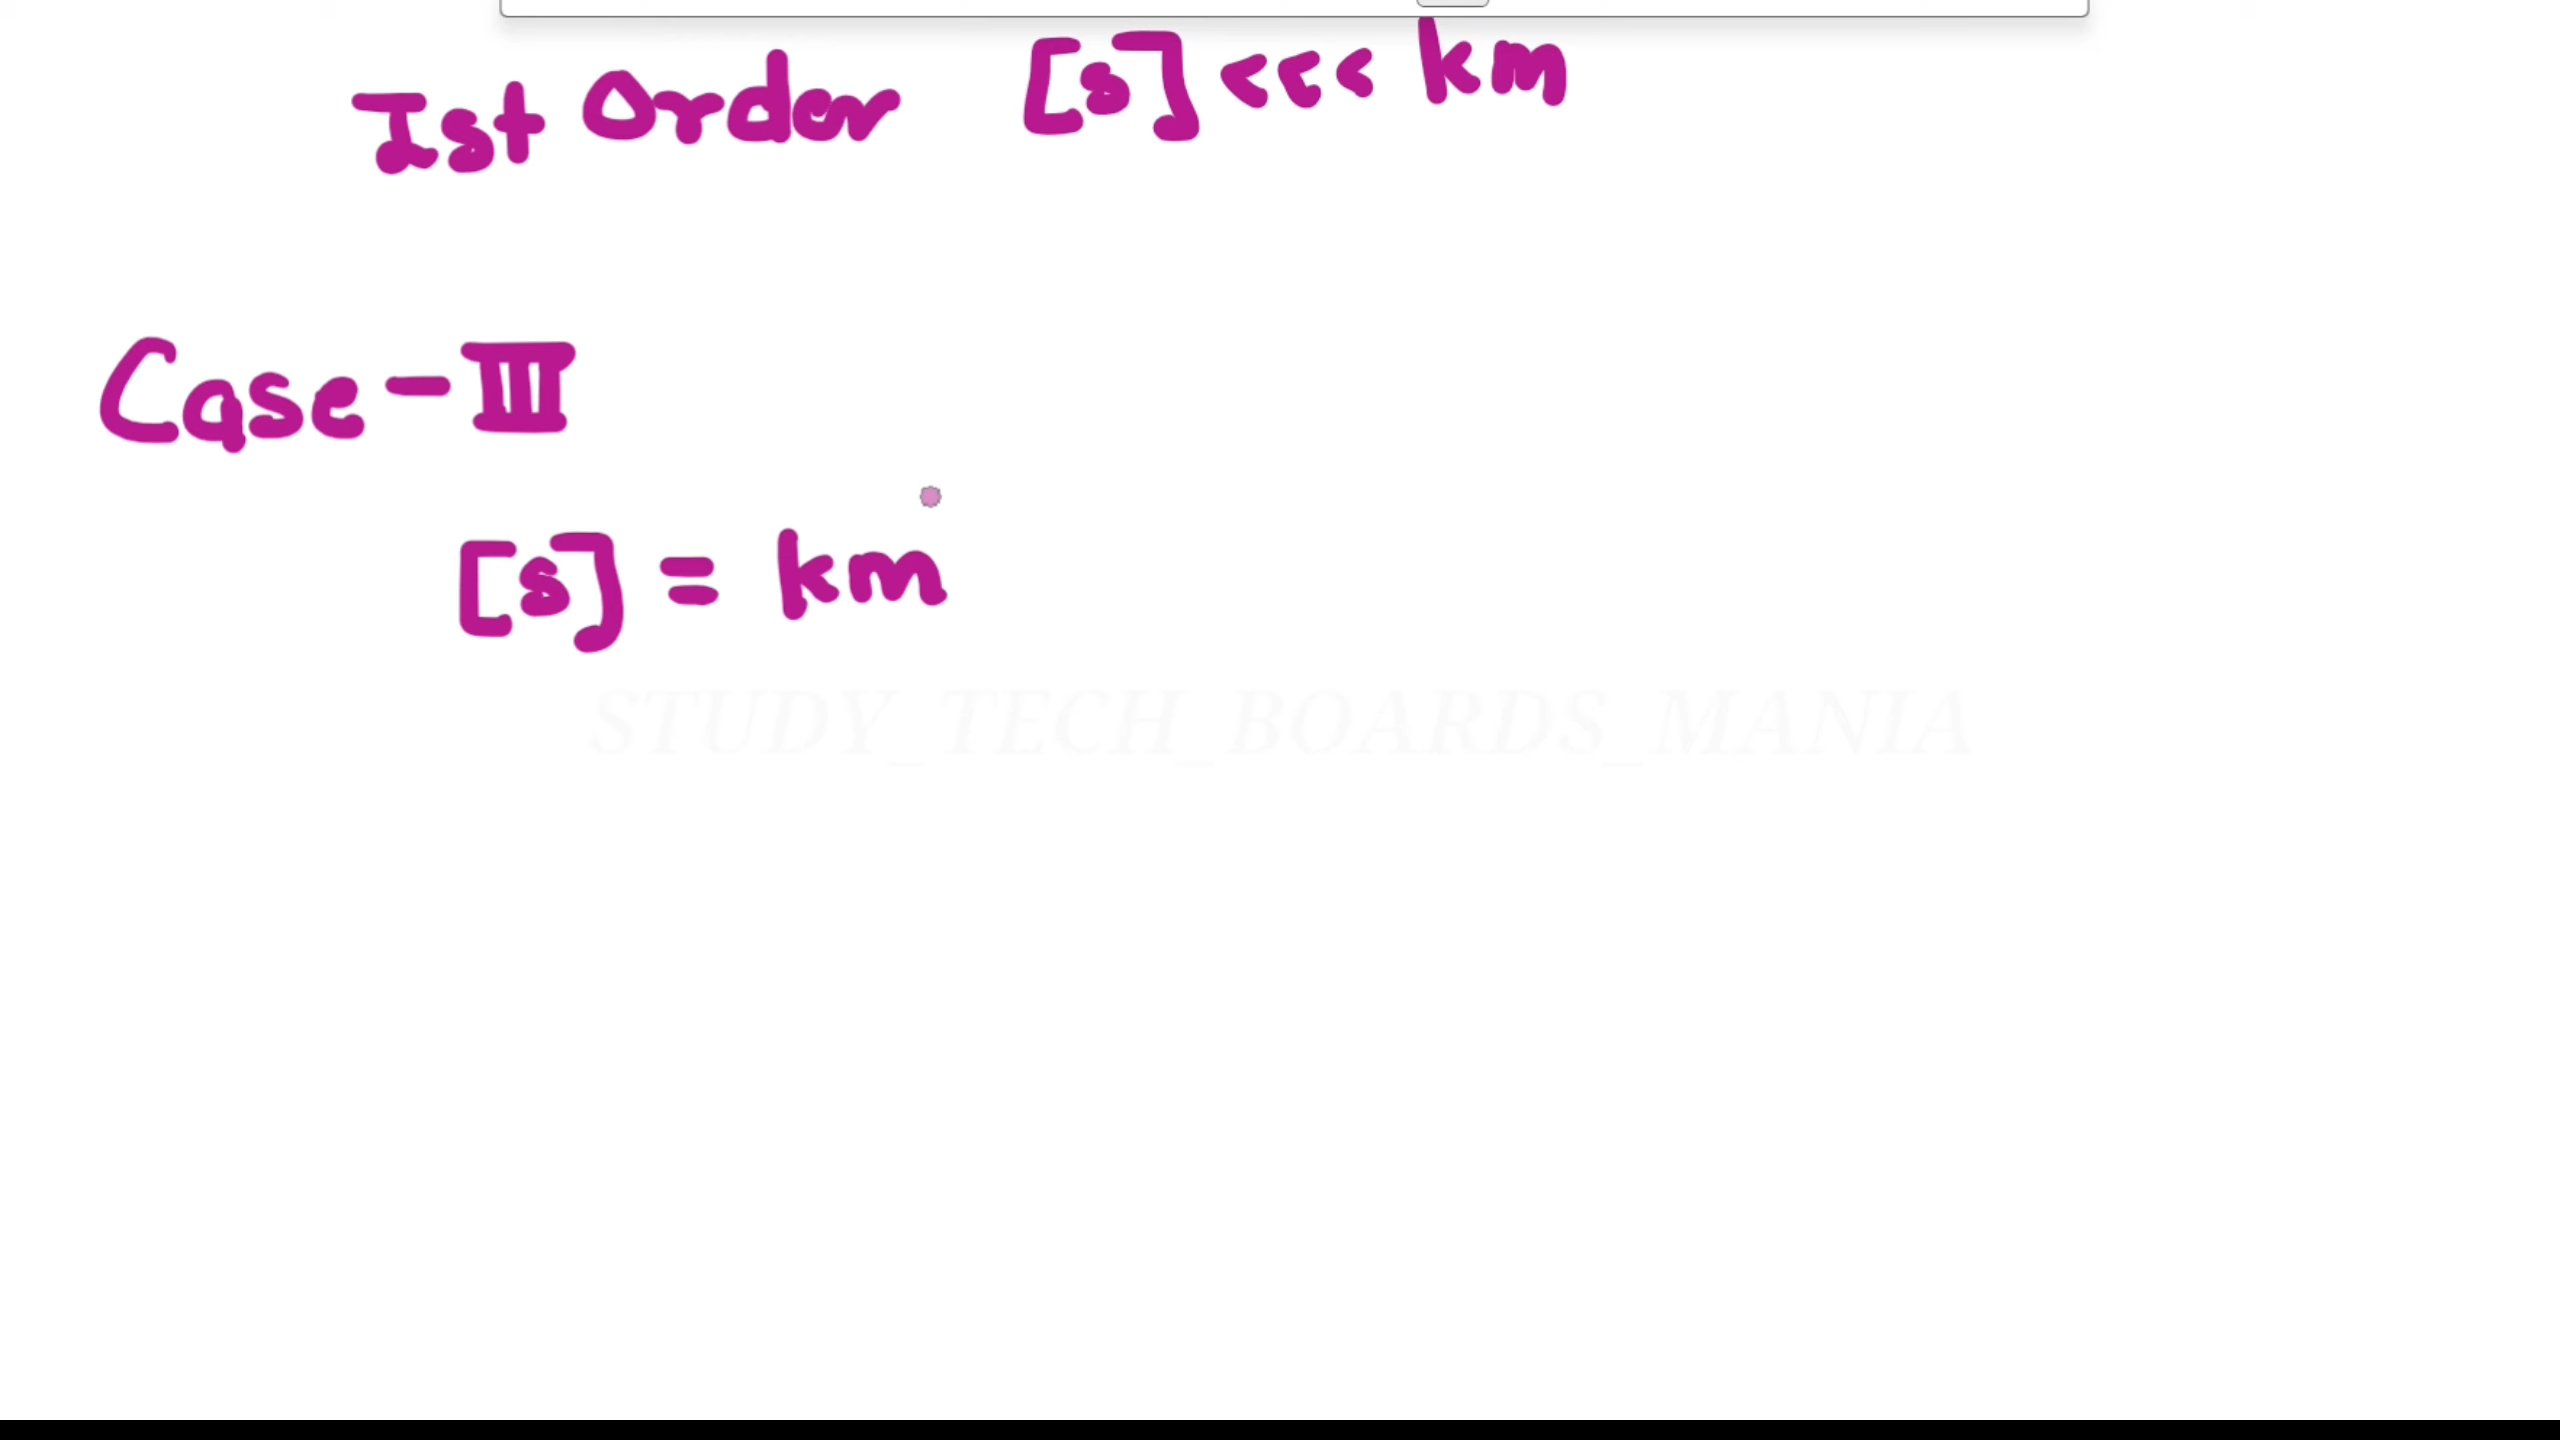 Ist Order [s] <<< km
Case-III
[s] = km
STUDY_TECH_BOARDS_MANIA